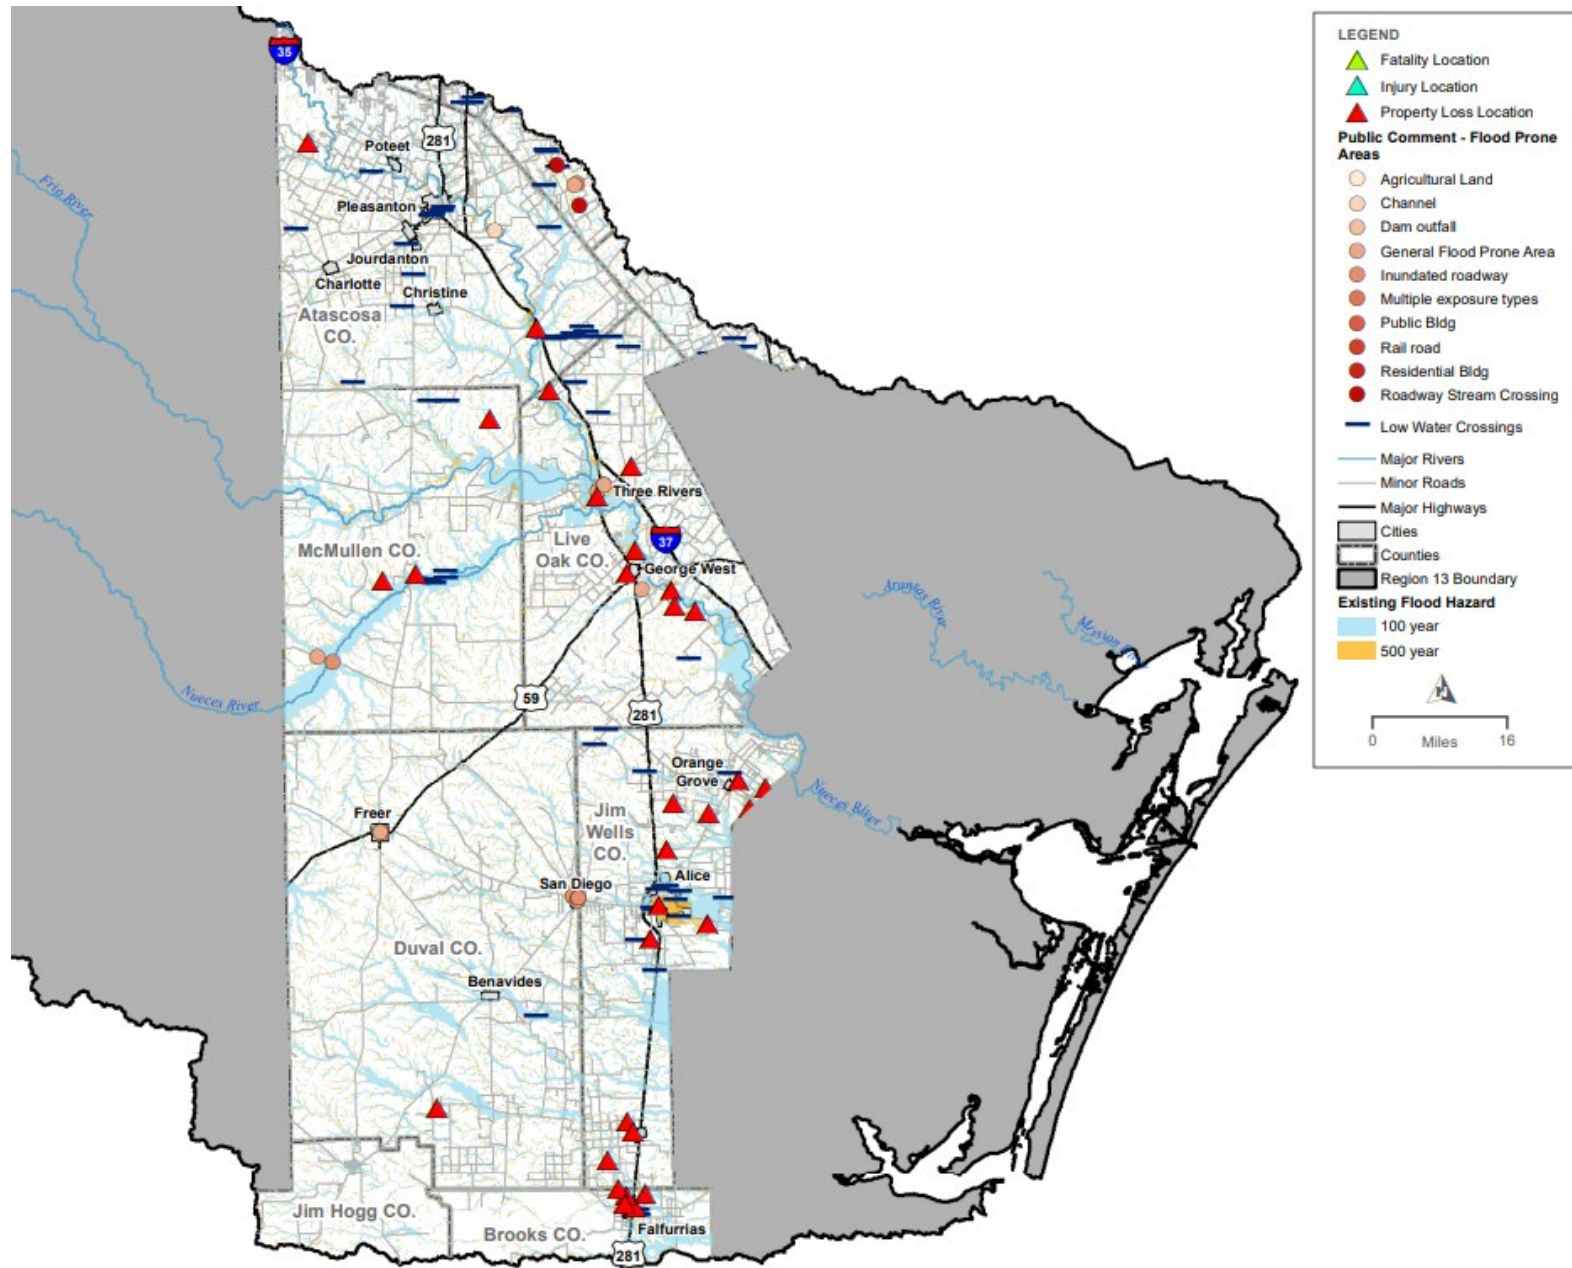 35
281
Poteet
Pleasanton
Jourdanton
Charlotte
Christine
Atascosa
CO.
Frio River
Three Rivers
McMullen CO.
Live
Oak CO.
37
George West
Nueces River
59
281
Aransas River
Mission River
Orange
Grove
Nueces River
Freer
Jim
Wells
CO.
San Diego
Alice
Duval CO.
Benavides
Jim Hogg CO.
Brooks CO.
Falfurrias
281
LEGEND
Fatality Location
Injury Location
Property Loss Location
Public Comment - Flood Prone
Areas
Agricultural Land
Channel
Dam outfall
General Flood Prone Area
Inundated roadway
Multiple exposure types
Public Bldg
Rail road
Residential Bldg
Roadway Stream Crossing
Low Water Crossings
Major Rivers
Minor Roads
Major Highways
Cities
Counties
Region 13 Boundary
Existing Flood Hazard
100 year
500 year
N
0 Miles 16